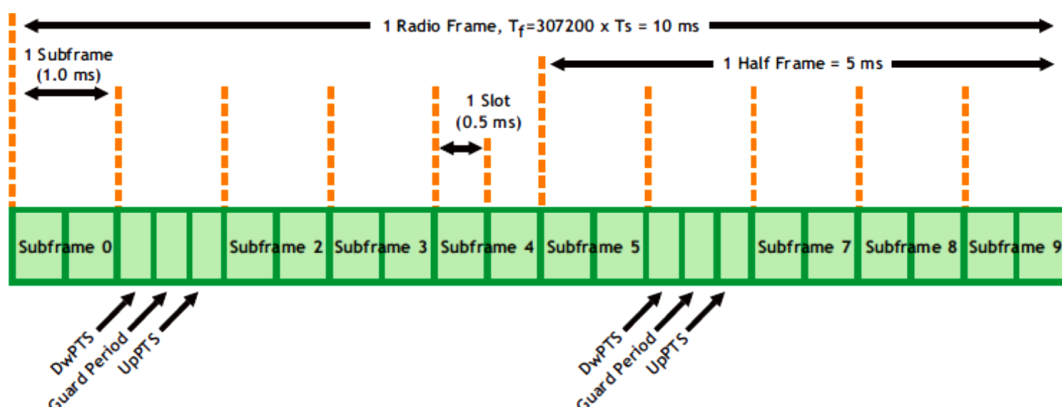 1 Radio Frame, Tf=307200 x Ts = 10 ms
1 Subframe
(1.0 ms)
1 Half Frame = 5 ms
1 Slot
(0.5 ms)
Subframe 0
Subframe 2
Subframe 3
Subframe 4
Subframe 5
Subframe 7
Subframe 8
Subframe 9
DwPTS
Guard Period
UpPTS
DwPTS
Guard Period
UpPTS